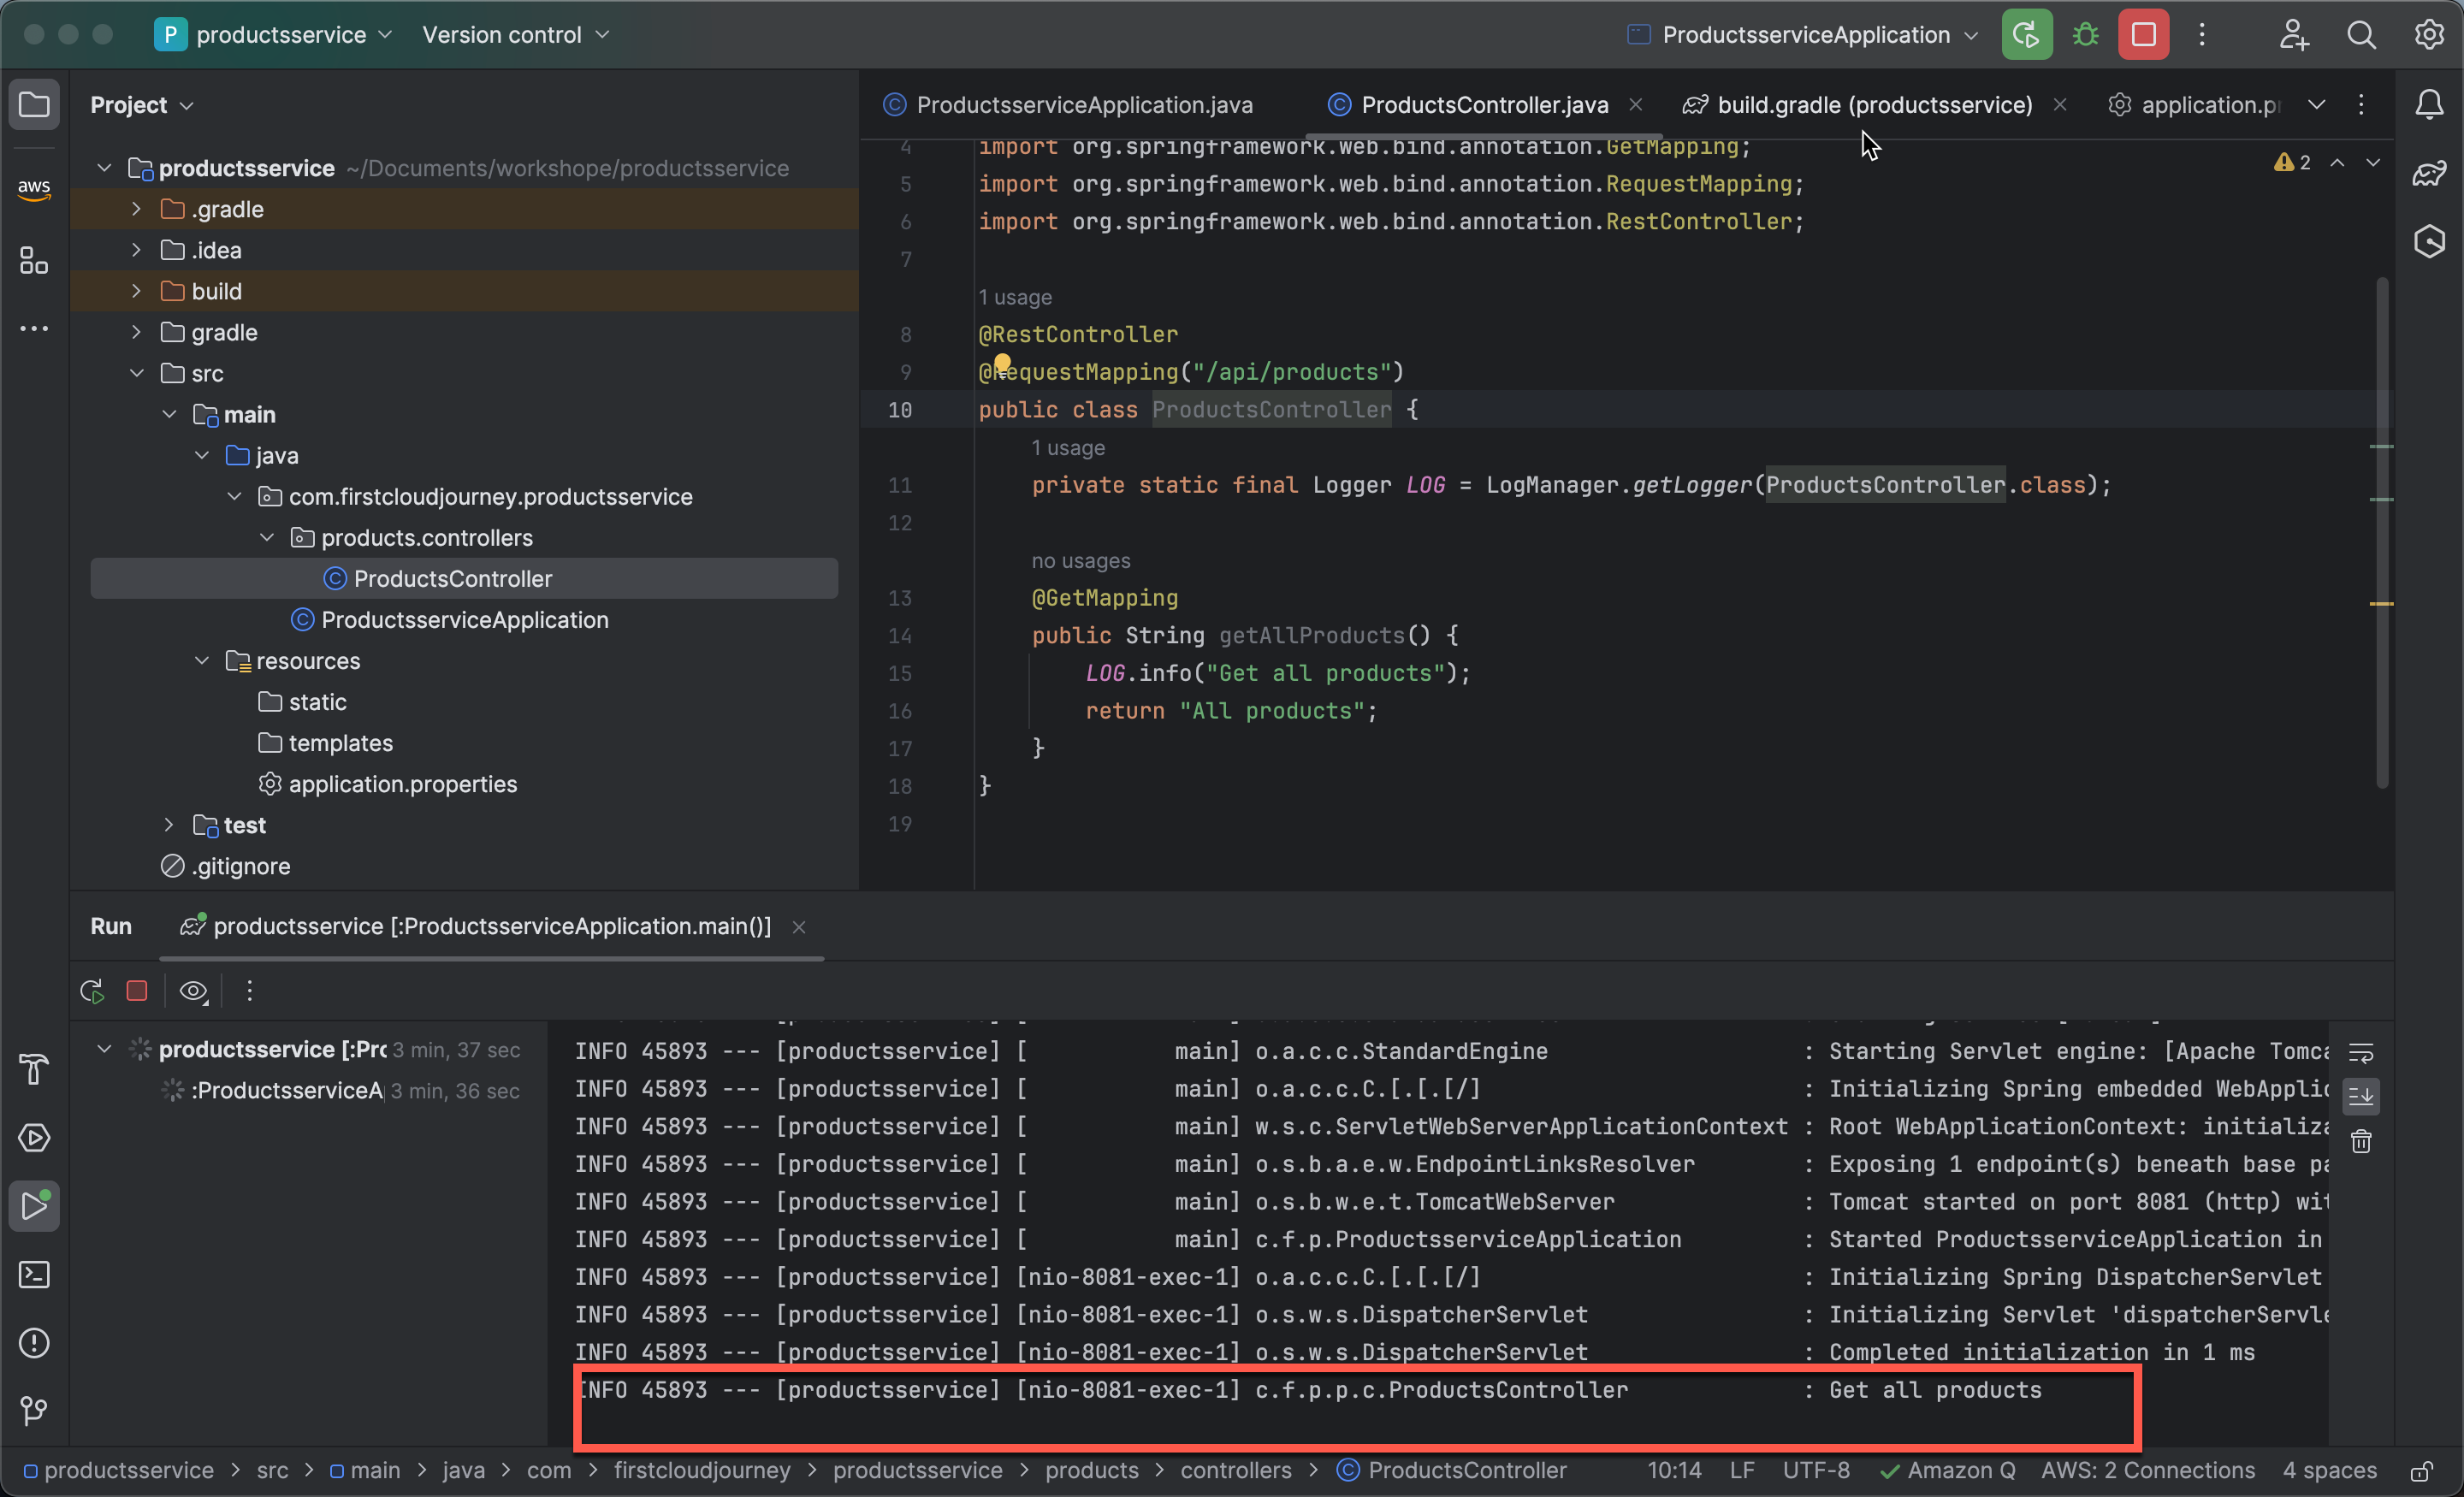 P productsservice Version control ProductsserviceApplication
Project
aws
productsservice ~/Documents/workshope/productsservice
.gradle
.idea
build
gradle
src
main
java
com.firstcloudjourney.productsservice
products.controllers
ProductsController
ProductsserviceApplication
resources
static
templates
application.properties
test
.gitignore
ProductsserviceApplication.java ProductsController.java build.gradle (productsservice) application.pr
2
4 import org.springframework.web.bind.annotation.GetMapping;
5 import org.springframework.web.bind.annotation.RequestMapping;
6 import org.springframework.web.bind.annotation.RestController;
7
1 usage
8 @RestController
9 @RequestMapping("/api/products")
10 public class ProductsController {
1 usage
11 private static final Logger LOG = LogManager.getLogger(ProductsController.class);
12
no usages
13 @GetMapping
14 public String getAllProducts() {
15 LOG.info("Get all products");
16 return "All products";
17 }
18 }
19
Run productsservice [:ProductsserviceApplication.main()]
productsservice [:Pro 3 min, 37 sec
:ProductsserviceA 3 min, 36 sec
INFO 45893 --- [productsservice] [ main] o.a.c.c.StandardEngine : Starting Servlet engine: [Apache Tomca
INFO 45893 --- [productsservice] [ main] o.a.c.c.C.[.[.[/] : Initializing Spring embedded WebApplic
INFO 45893 --- [productsservice] [ main] w.s.c.ServletWebServerApplicationContext : Root WebApplicationContext: initializa
INFO 45893 --- [productsservice] [ main] o.s.b.a.e.w.EndpointLinksResolver : Exposing 1 endpoint(s) beneath base pa
INFO 45893 --- [productsservice] [ main] o.s.b.w.e.t.TomcatWebServer : Tomcat started on port 8081 (http) wit
INFO 45893 --- [productsservice] [ main] c.f.p.ProductsserviceApplication : Started ProductsserviceApplication in
INFO 45893 --- [productsservice] [nio-8081-exec-1] o.a.c.c.C.[.[.[/] : Initializing Spring DispatcherServlet
INFO 45893 --- [productsservice] [nio-8081-exec-1] o.s.w.s.DispatcherServlet : Initializing Servlet 'dispatcherServle
INFO 45893 --- [productsservice] [nio-8081-exec-1] o.s.w.s.DispatcherServlet : Completed initialization in 1 ms
INFO 45893 --- [productsservice] [nio-8081-exec-1] c.f.p.p.c.ProductsController : Get all products
productsservice > src > main > java > com > firstcloudjourney > productsservice > products > controllers > ProductsController 10:14 LF UTF-8 Amazon Q AWS: 2 Connections 4 spaces